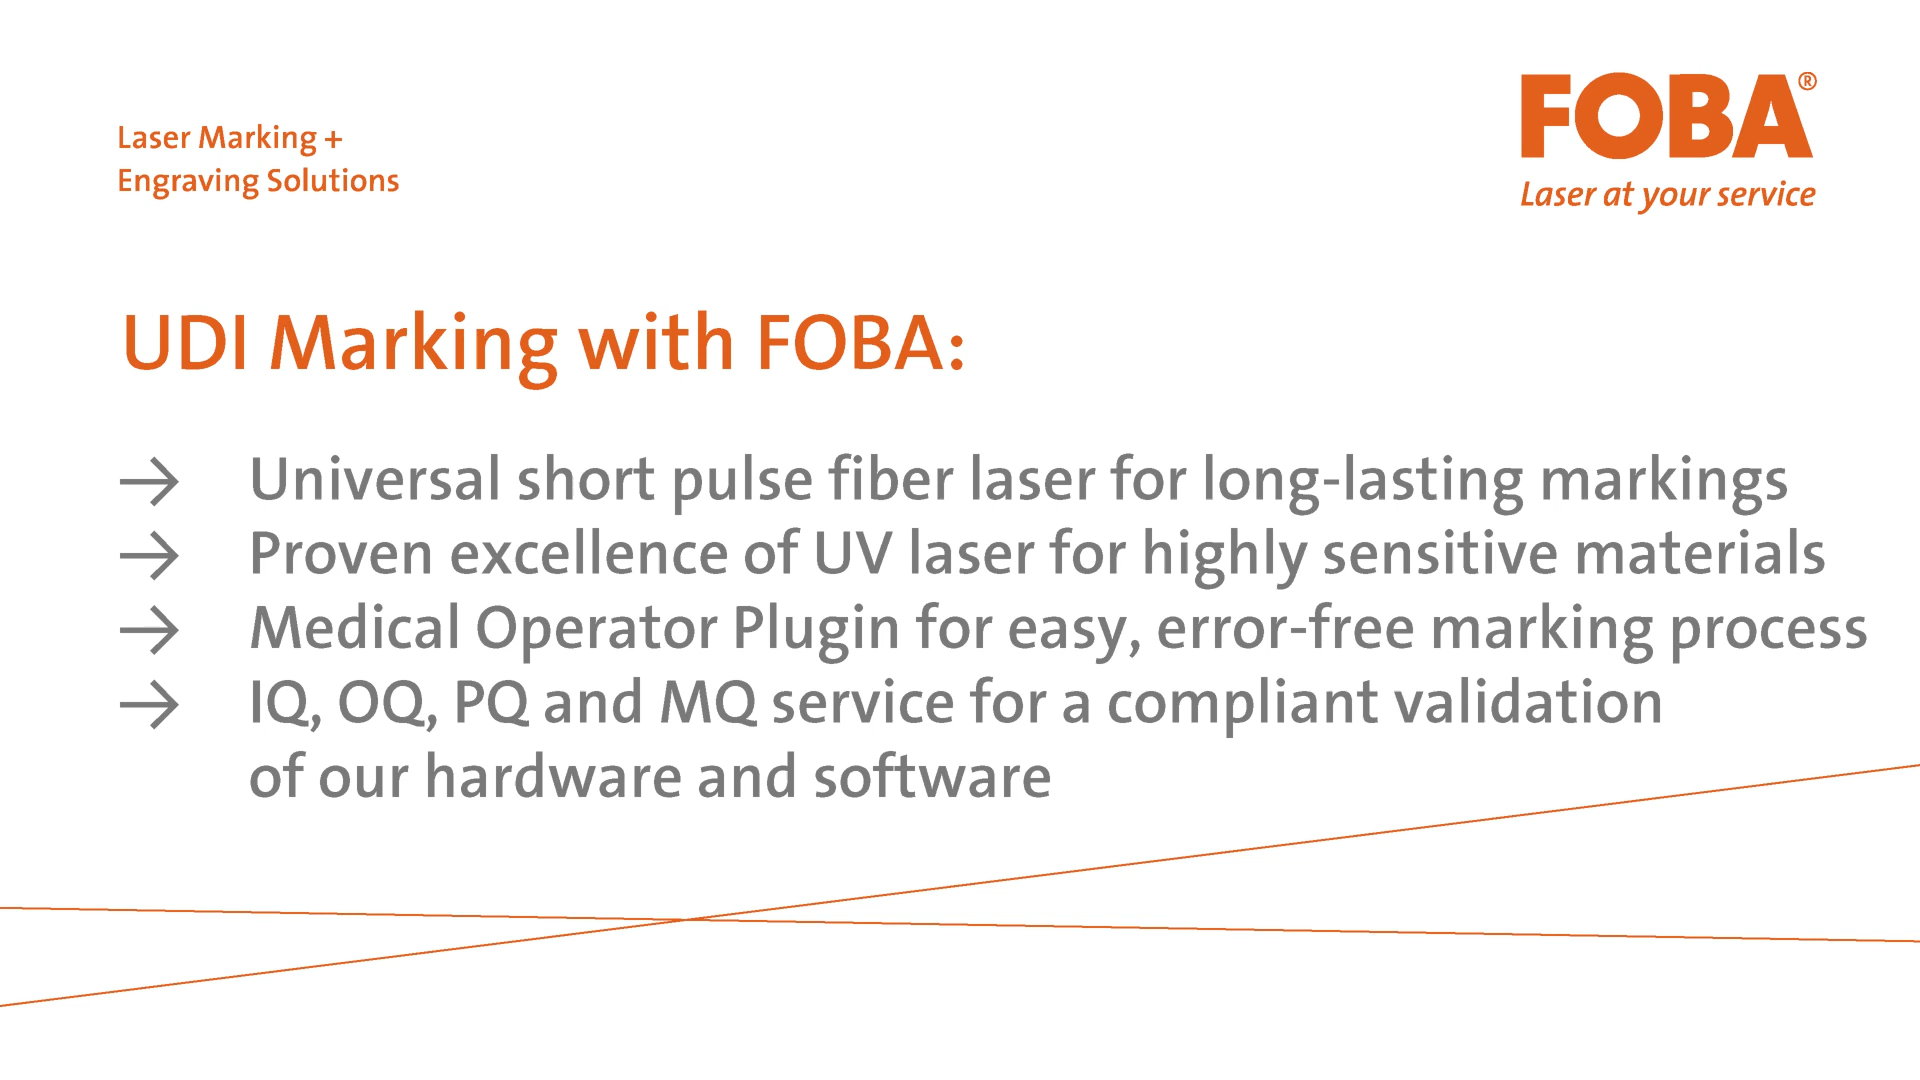 Laser Marking +
Engraving Solutions
FOBA®
Laser at your service
UDI Marking with FOBA:
→ Universal short pulse fiber laser for long-lasting markings
→ Proven excellence of UV laser for highly sensitive materials
→ Medical Operator Plugin for easy, error-free marking process
→ IQ, OQ, PQ and MQ service for a compliant validation
of our hardware and software